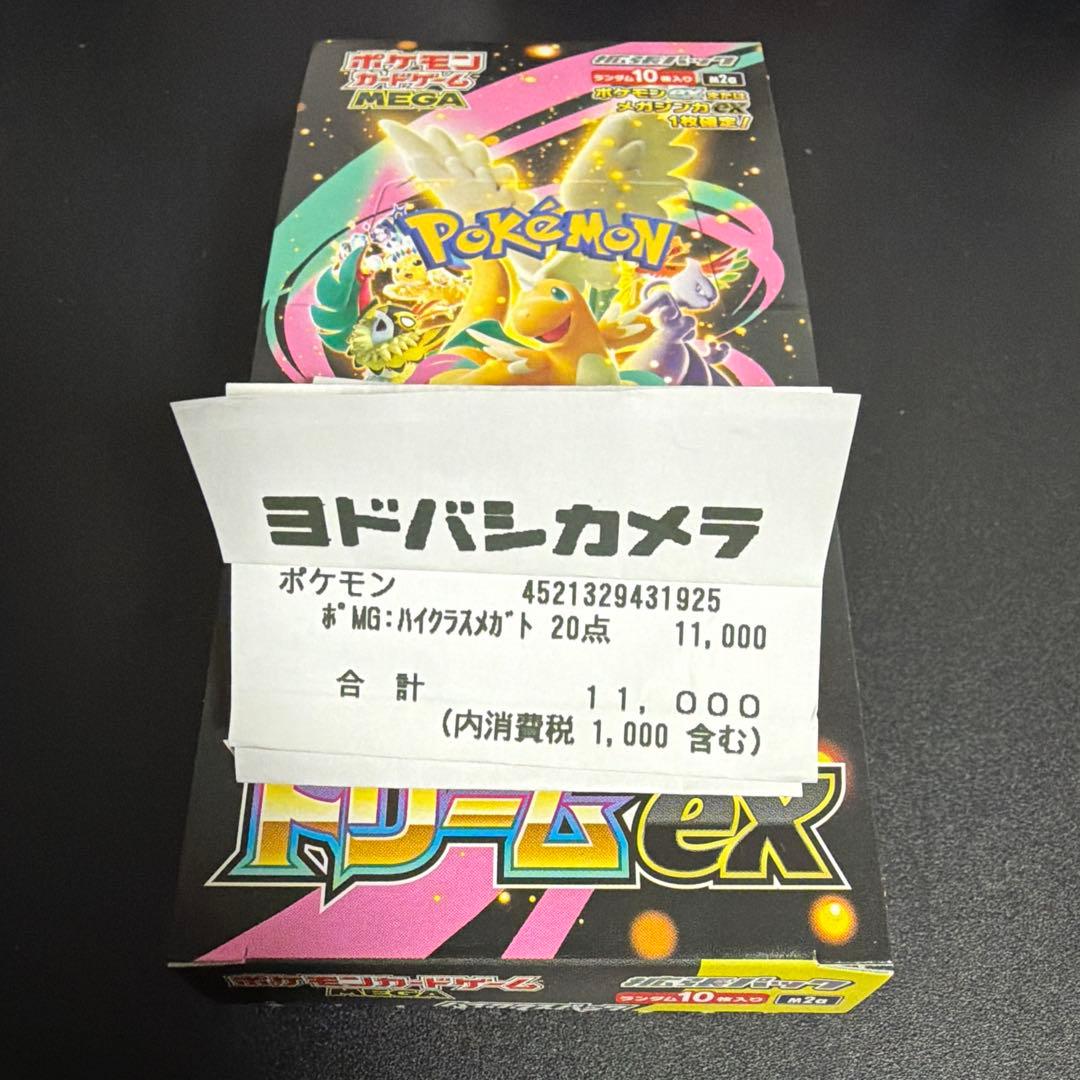 ポケモン
カードゲーム
MEGA
拡張パック
ランダム10枚入り M2a
ポケモンexまたは
メガシンカex
1枚確定!
POKéMON
ヨドバシカメラ
ポケモン 4521329431925
ﾎﾟMG:ﾊｲｸﾗｽﾒｶﾞﾄ 20点 11,000
合 計 11,000
(内消費税 1,000 含む)
ドリームex
ポケモンカードゲーム
MEGA
拡張パック
ランダム10枚入り M2a